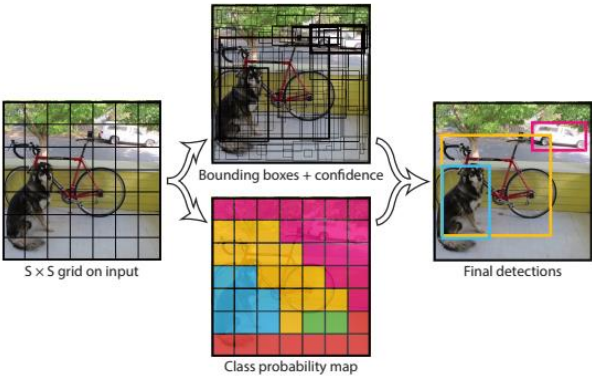 Bounding boxes + confidence
S × S grid on input
Final detections
Class probability map